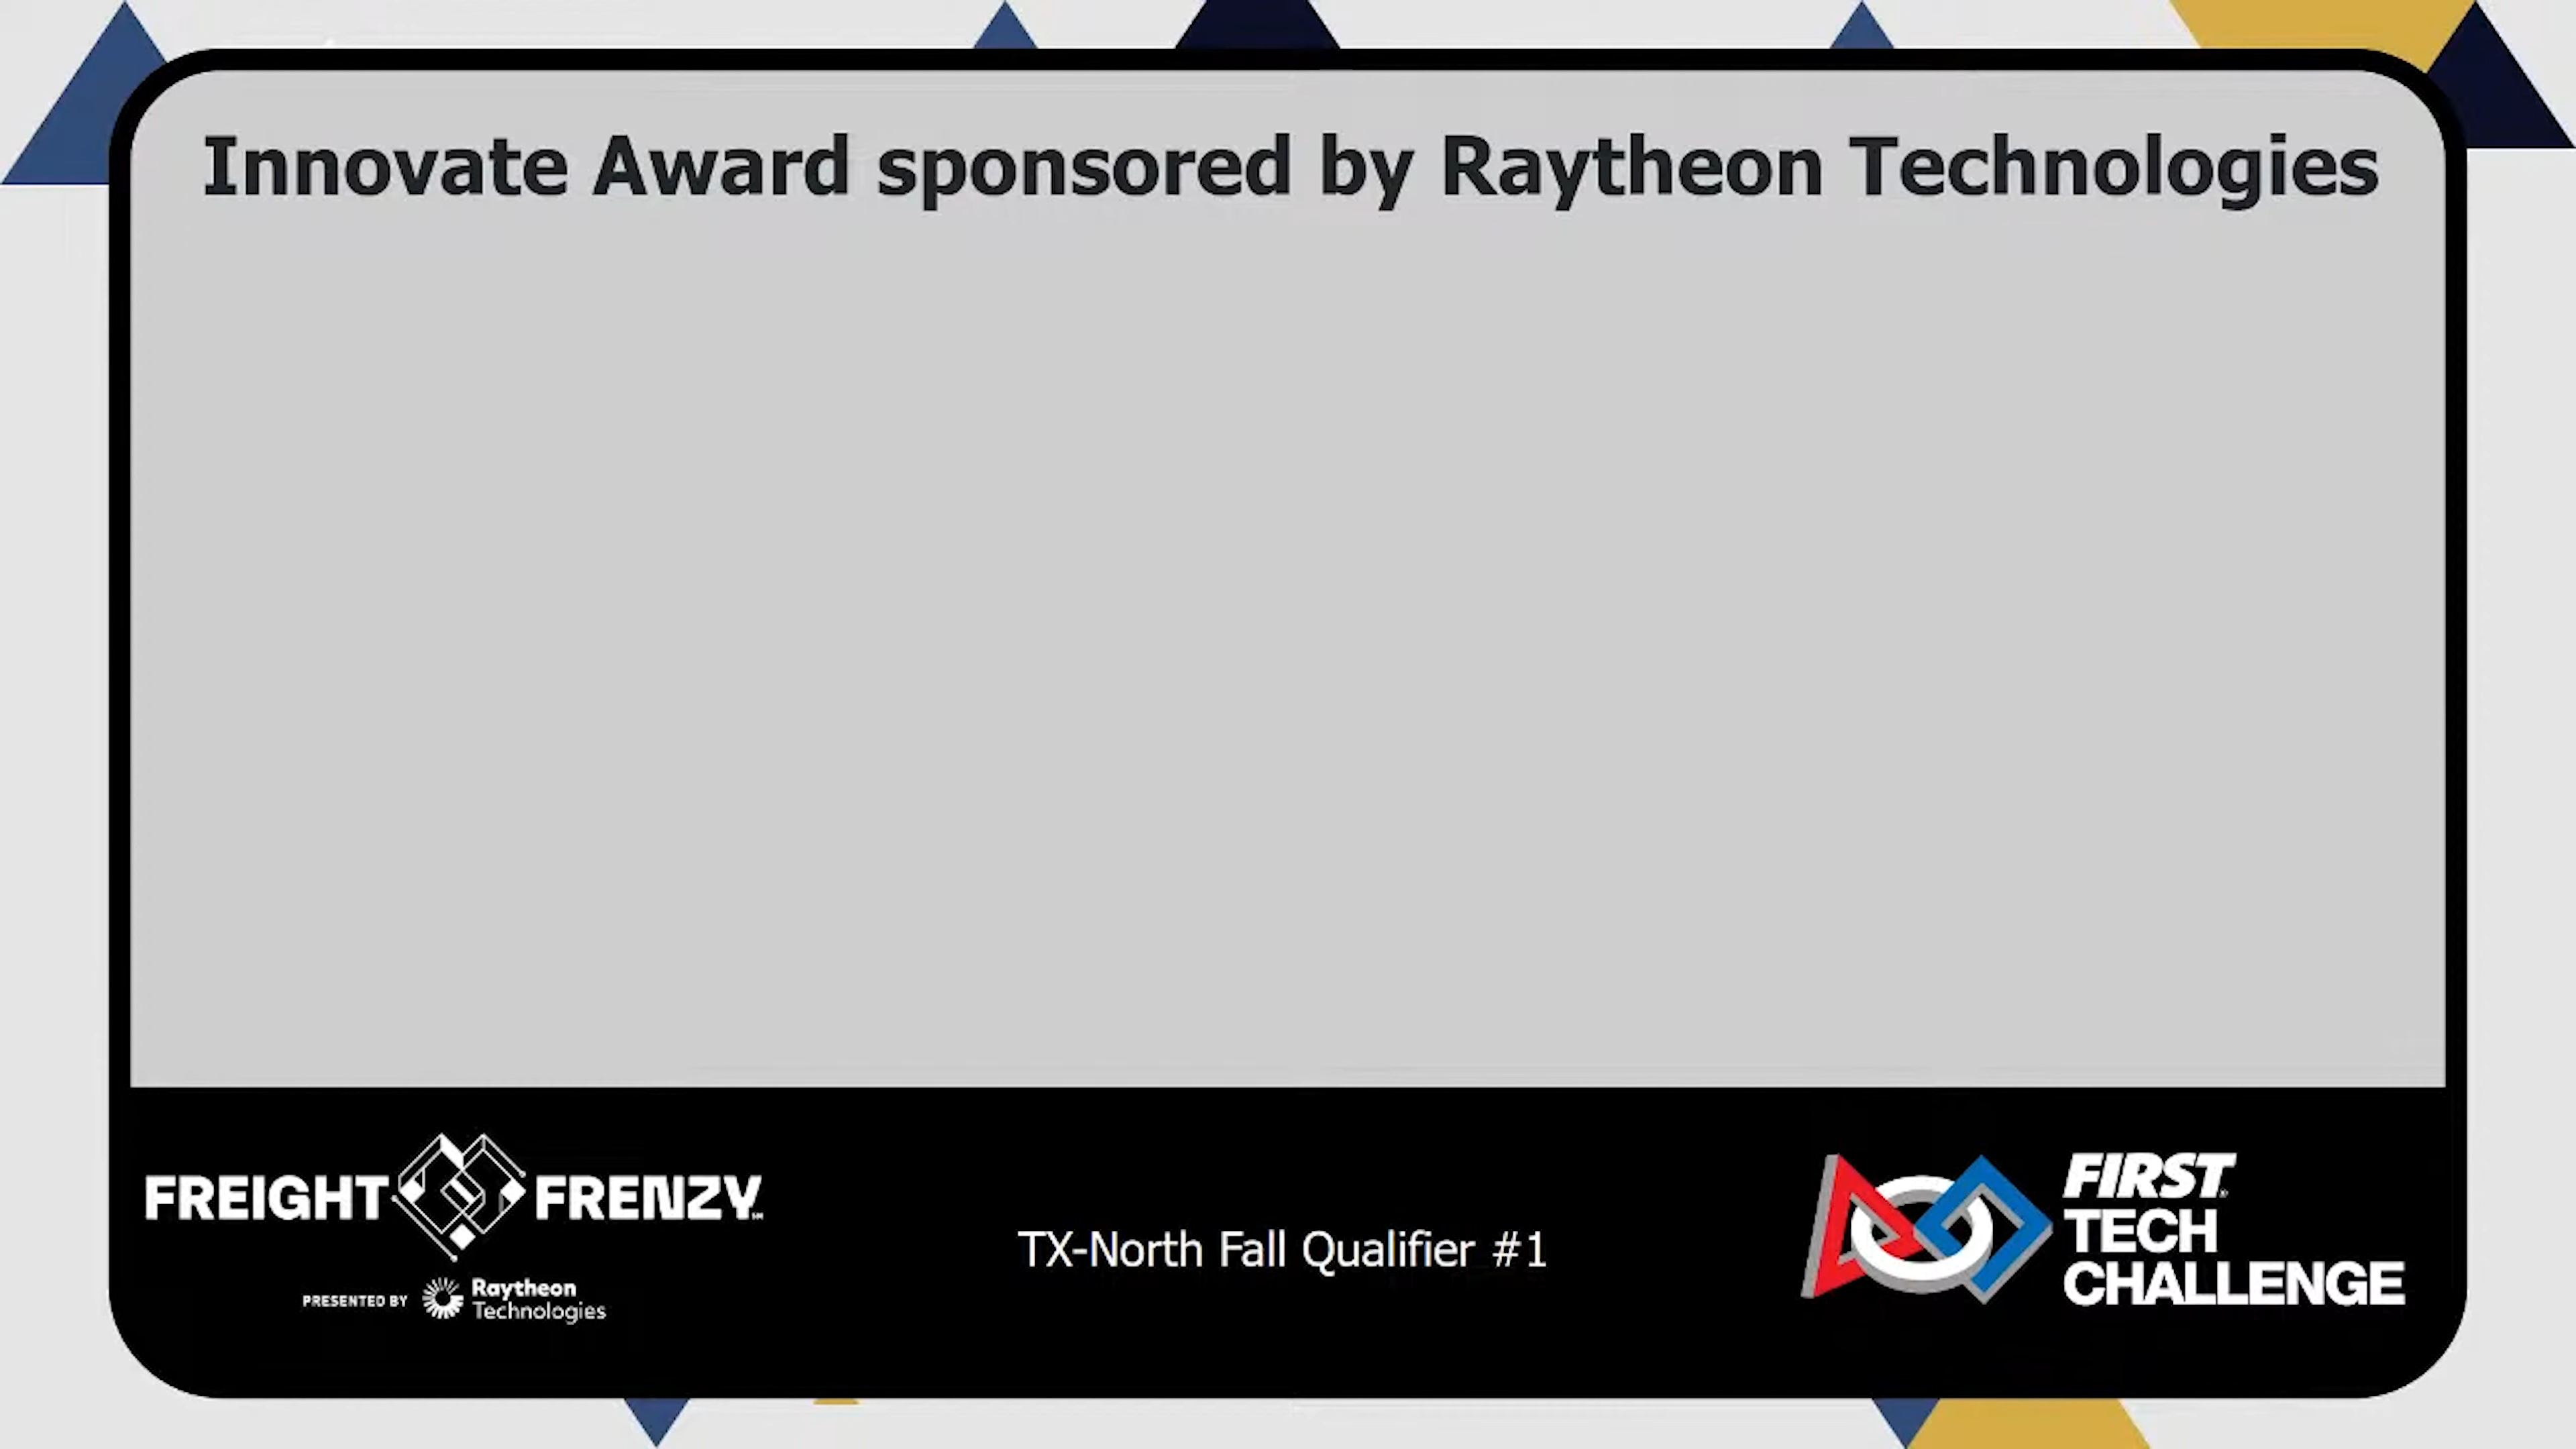 Innovate Award sponsored by Raytheon Technologies
FREIGHT FRENZY
PRESENTED BY Raytheon
Technologies
TX-North Fall Qualifier #1
FIRST
TECH
CHALLENGE